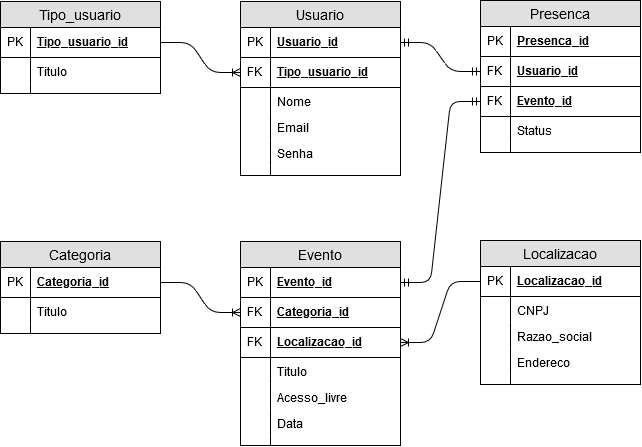 Tipo_usuario
PK Tipo_usuario_id
Titulo
Usuario
PK Usuario_id
FK Tipo_usuario_id
Nome
Email
Senha
Presenca
PK Presenca_id
FK Usuario_id
FK Evento_id
Status
Categoria
PK Categoria_id
Titulo
Evento
PK Evento_id
FK Categoria_id
FK Localizacao_id
Titulo
Acesso_livre
Data
Localizacao
PK Localizacao_id
CNPJ
Razao_social
Endereco